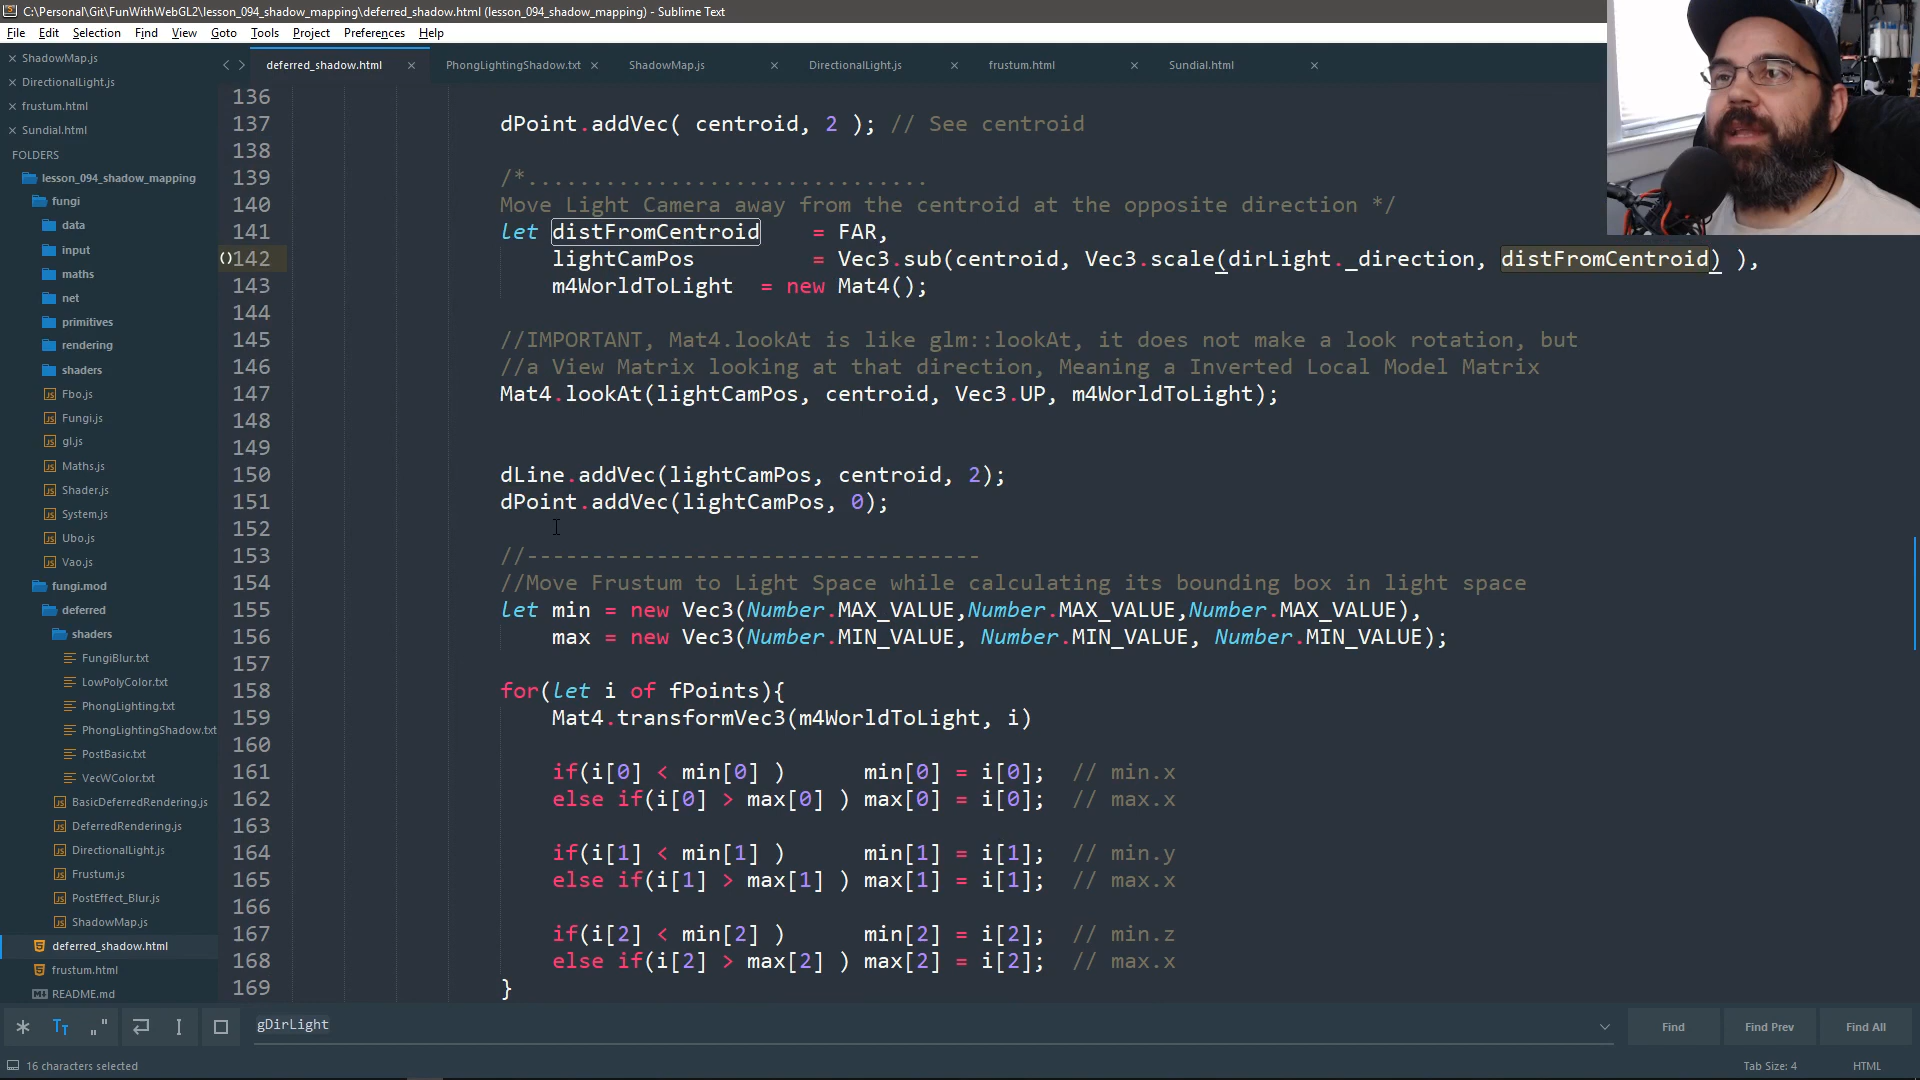 C:\Personal\Git\FunWithWebGL2\lesson_094_shadow_mapping\deferred_shadow.html (lesson_094_shadow_mapping) - Sublime Text
File Edit Selection Find View Goto Tools Project Preferences Help
ShadowMap.js
DirectionalLight.js
frustum.html
Sundial.html
FOLDERS
lesson_094_shadow_mapping
fungi
data
input
maths
net
primitives
rendering
shaders
Fbo.js
Fungi.js
gl.js
Maths.js
Shader.js
System.js
Ubo.js
Vao.js
fungi.mod
deferred
shaders
FungiBlur.txt
LowPolyColor.txt
PhongLighting.txt
PhongLightingShadow.txt
PostBasic.txt
VecWColor.txt
BasicDeferredRendering.js
DeferredRendering.js
DirectionalLight.js
Frustum.js
PostEffect_Blur.js
ShadowMap.js
deferred_shadow.html
frustum.html
README.md
deferred_shadow.html PhongLightingShadow.txt ShadowMap.js DirectionalLight.js frustum.html Sundial.html
136
137 dPoint.addVec( centroid, 2 ); // See centroid
138
139 /*...............................
140 Move Light Camera away from the centroid at the opposite direction */
141 let distFromCentroid = FAR,
142 lightCamPos = Vec3.sub(centroid, Vec3.scale(dirLight._direction, distFromCentroid) ),
143 m4WorldToLight = new Mat4();
144
145 //IMPORTANT, Mat4.lookAt is like glm::lookAt, it does not make a look rotation, but
146 //a View Matrix looking at that direction, Meaning a Inverted Local Model Matrix
147 Mat4.lookAt(lightCamPos, centroid, Vec3.UP, m4WorldToLight);
148
149
150 dLine.addVec(lightCamPos, centroid, 2);
151 dPoint.addVec(lightCamPos, 0);
152
153 //-----------------------------------
154 //Move Frustum to Light Space while calculating its bounding box in light space
155 let min = new Vec3(Number.MAX_VALUE,Number.MAX_VALUE,Number.MAX_VALUE),
156 max = new Vec3(Number.MIN_VALUE, Number.MIN_VALUE, Number.MIN_VALUE);
157
158 for(let i of fPoints){
159 Mat4.transformVec3(m4WorldToLight, i)
160
161 if(i[0] < min[0] ) min[0] = i[0]; // min.x
162 else if(i[0] > max[0] ) max[0] = i[0]; // max.x
163
164 if(i[1] < min[1] ) min[1] = i[1]; // min.y
165 else if(i[1] > max[1] ) max[1] = i[1]; // max.x
166
167 if(i[2] < min[2] ) min[2] = i[2]; // min.z
168 else if(i[2] > max[2] ) max[2] = i[2]; // max.x
169 }
gDirLight Find Find Prev Find All
16 characters selected Tab Size: 4 HTML